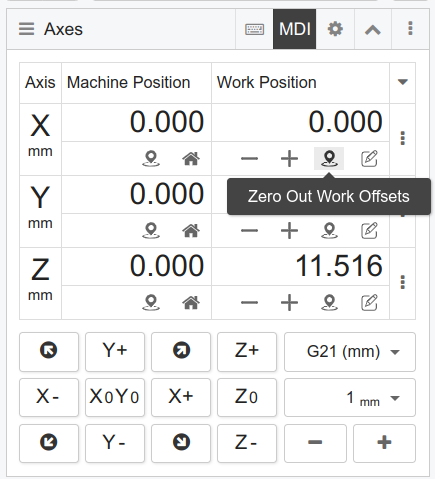 Axes MDI
Axis Machine Position Work Position
X 0.000 0.000
mm
Zero Out Work Offsets
Y 0.000
mm
Z 0.000 11.516
mm
Y+ Z+ G21 (mm)
X- X0Y0 X+ Z0 1 mm
Y- Z-